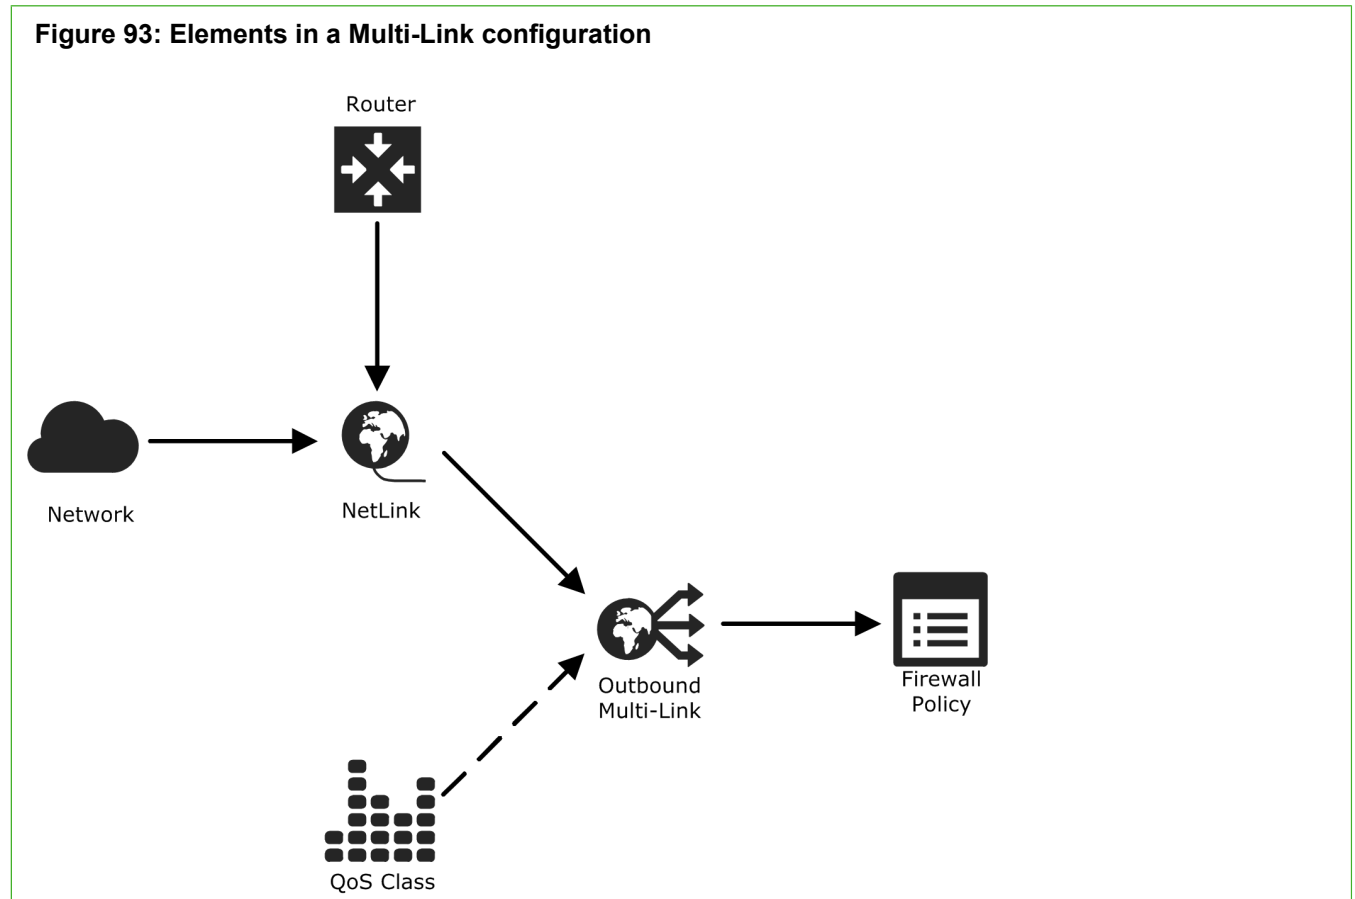 Figure 93: Elements in a Multi-Link configuration
Router
Network
NetLink
Outbound
Multi-Link
Firewall
Policy
QoS Class